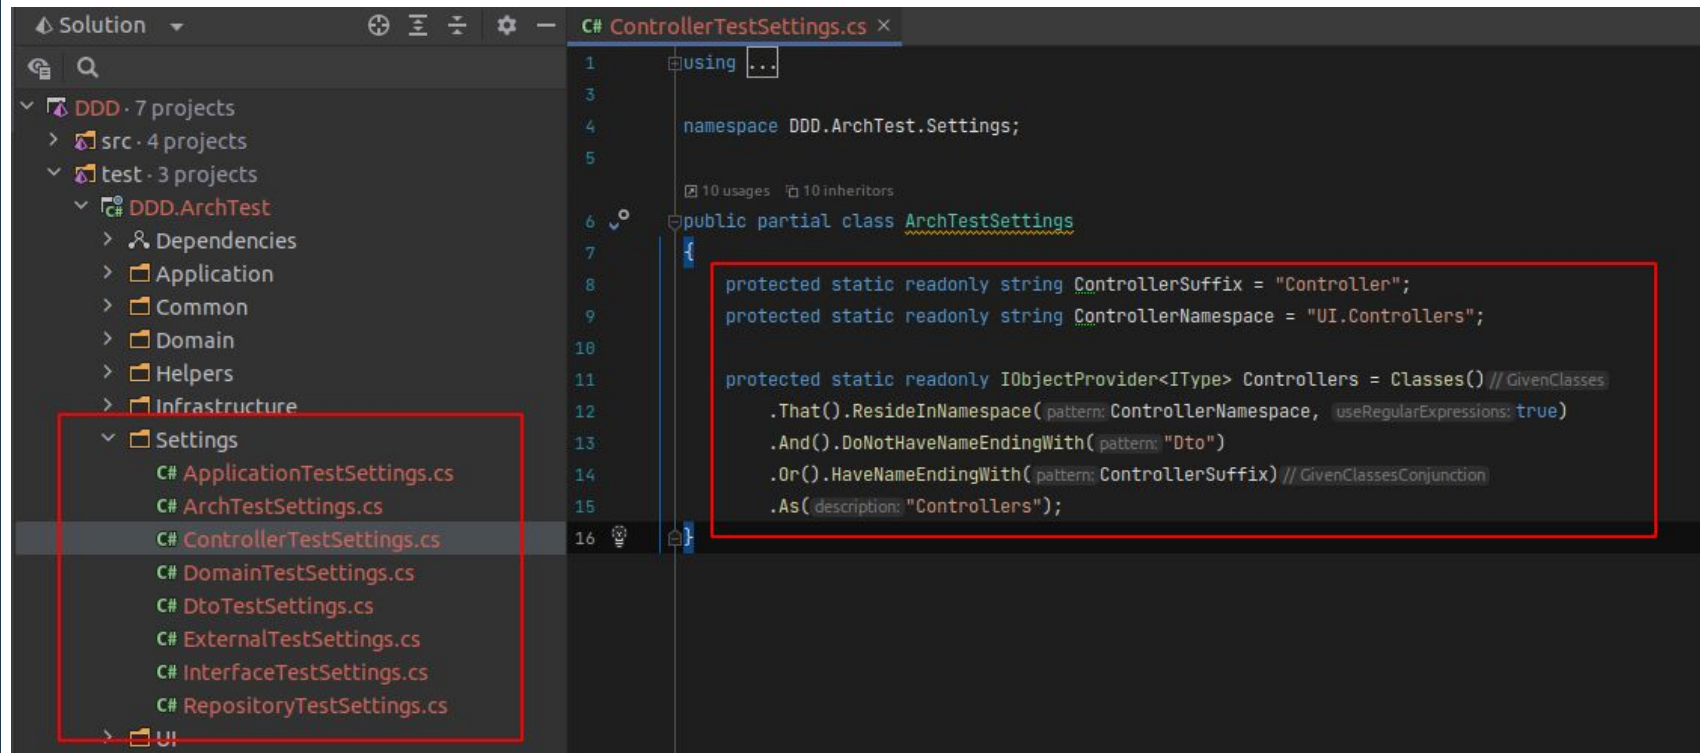 Solution
DDD · 7 projects
src · 4 projects
test · 3 projects
DDD.ArchTest
Dependencies
Application
Common
Domain
Helpers
Infrastructure
Settings
C# ApplicationTestSettings.cs
C# ArchTestSettings.cs
C# ControllerTestSettings.cs
C# DomainTestSettings.cs
C# DtoTestSettings.cs
C# ExternalTestSettings.cs
C# InterfaceTestSettings.cs
C# RepositoryTestSettings.cs
UI
C# ControllerTestSettings.cs ×
1 using ...
3
4 namespace DDD.ArchTest.Settings;
5
10 usages 10 inheritors
6 public partial class ArchTestSettings
7 {
8 protected static readonly string ControllerSuffix = "Controller";
9 protected static readonly string ControllerNamespace = "UI.Controllers";
10
11 protected static readonly IObjectProvider<IType> Controllers = Classes() // GivenClasses
12 .That().ResideInNamespace( pattern: ControllerNamespace, useRegularExpressions: true)
13 .And().DoNotHaveNameEndingWith( pattern: "Dto")
14 .Or().HaveNameEndingWith( pattern: ControllerSuffix) // GivenClassesConjunction
15 .As( description: "Controllers");
16 }